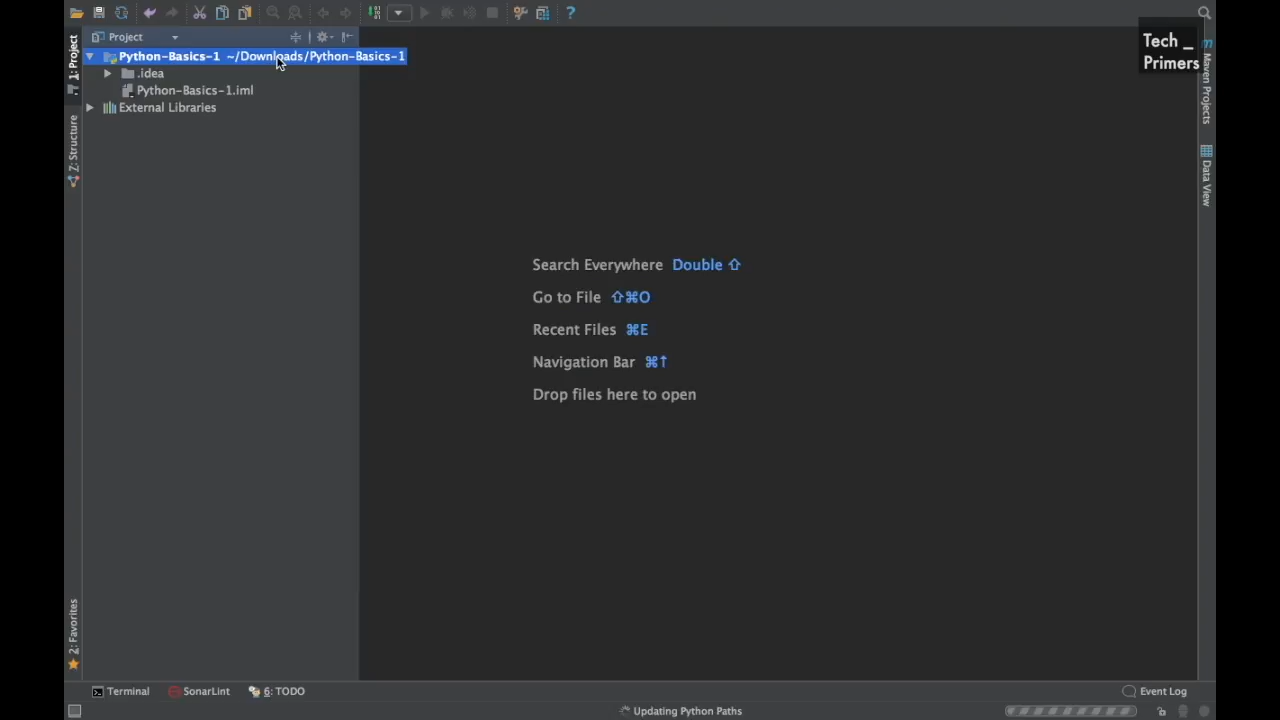 Project
Tech _
Primers
1: Project
Python-Basics-1 ~/Downloads/Python-Basics-1
.idea
Python-Basics-1.iml
External Libraries
Z: Structure
Maven Projects
Data View
Search Everywhere Double ⇧
Go to File ⇧⌘O
Recent Files ⌘E
Navigation Bar ⌘↑
Drop files here to open
2: Favorites
Terminal
SonarLint
6: TODO
Event Log
Updating Python Paths